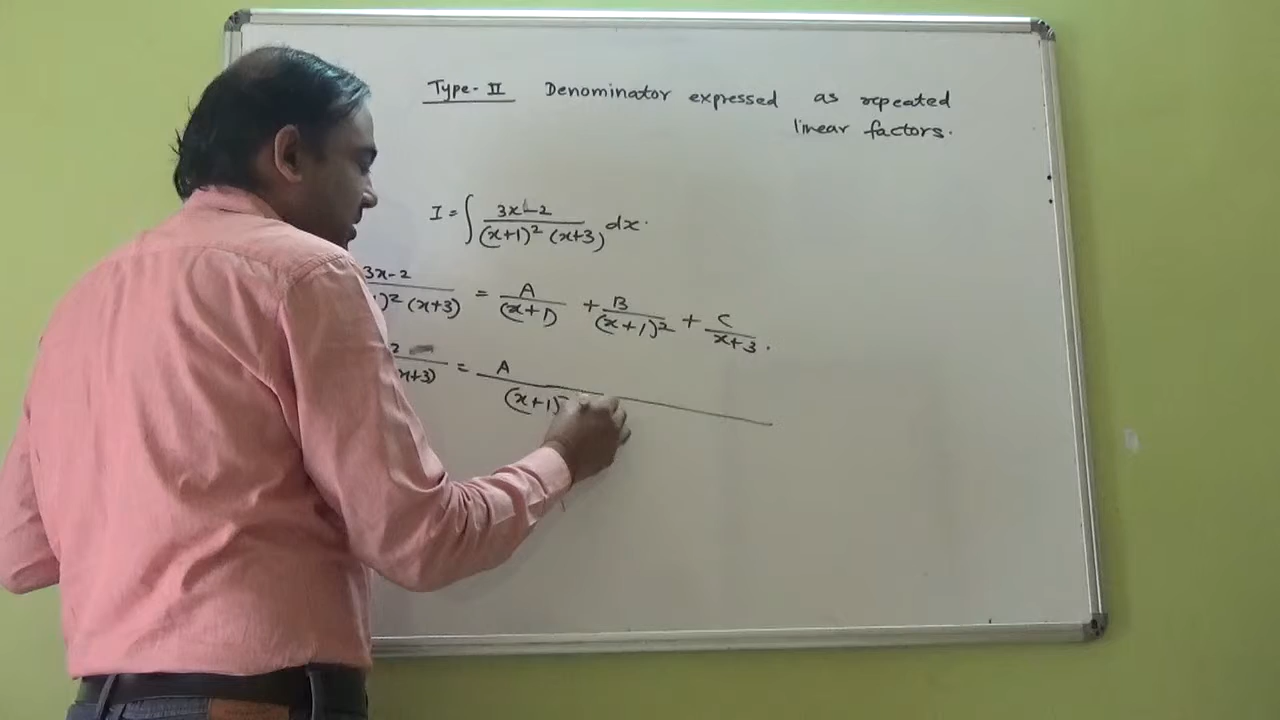 Type-II Denominator expressed as repeated
linear factors.
I = ∫ 3x-2 / (x+1)² (x+3) dx.
3x-2 / )² (x+3) = A / (x+1) + B / (x+1)² + C / x+3.
2 / x+3) = A / (x+1)